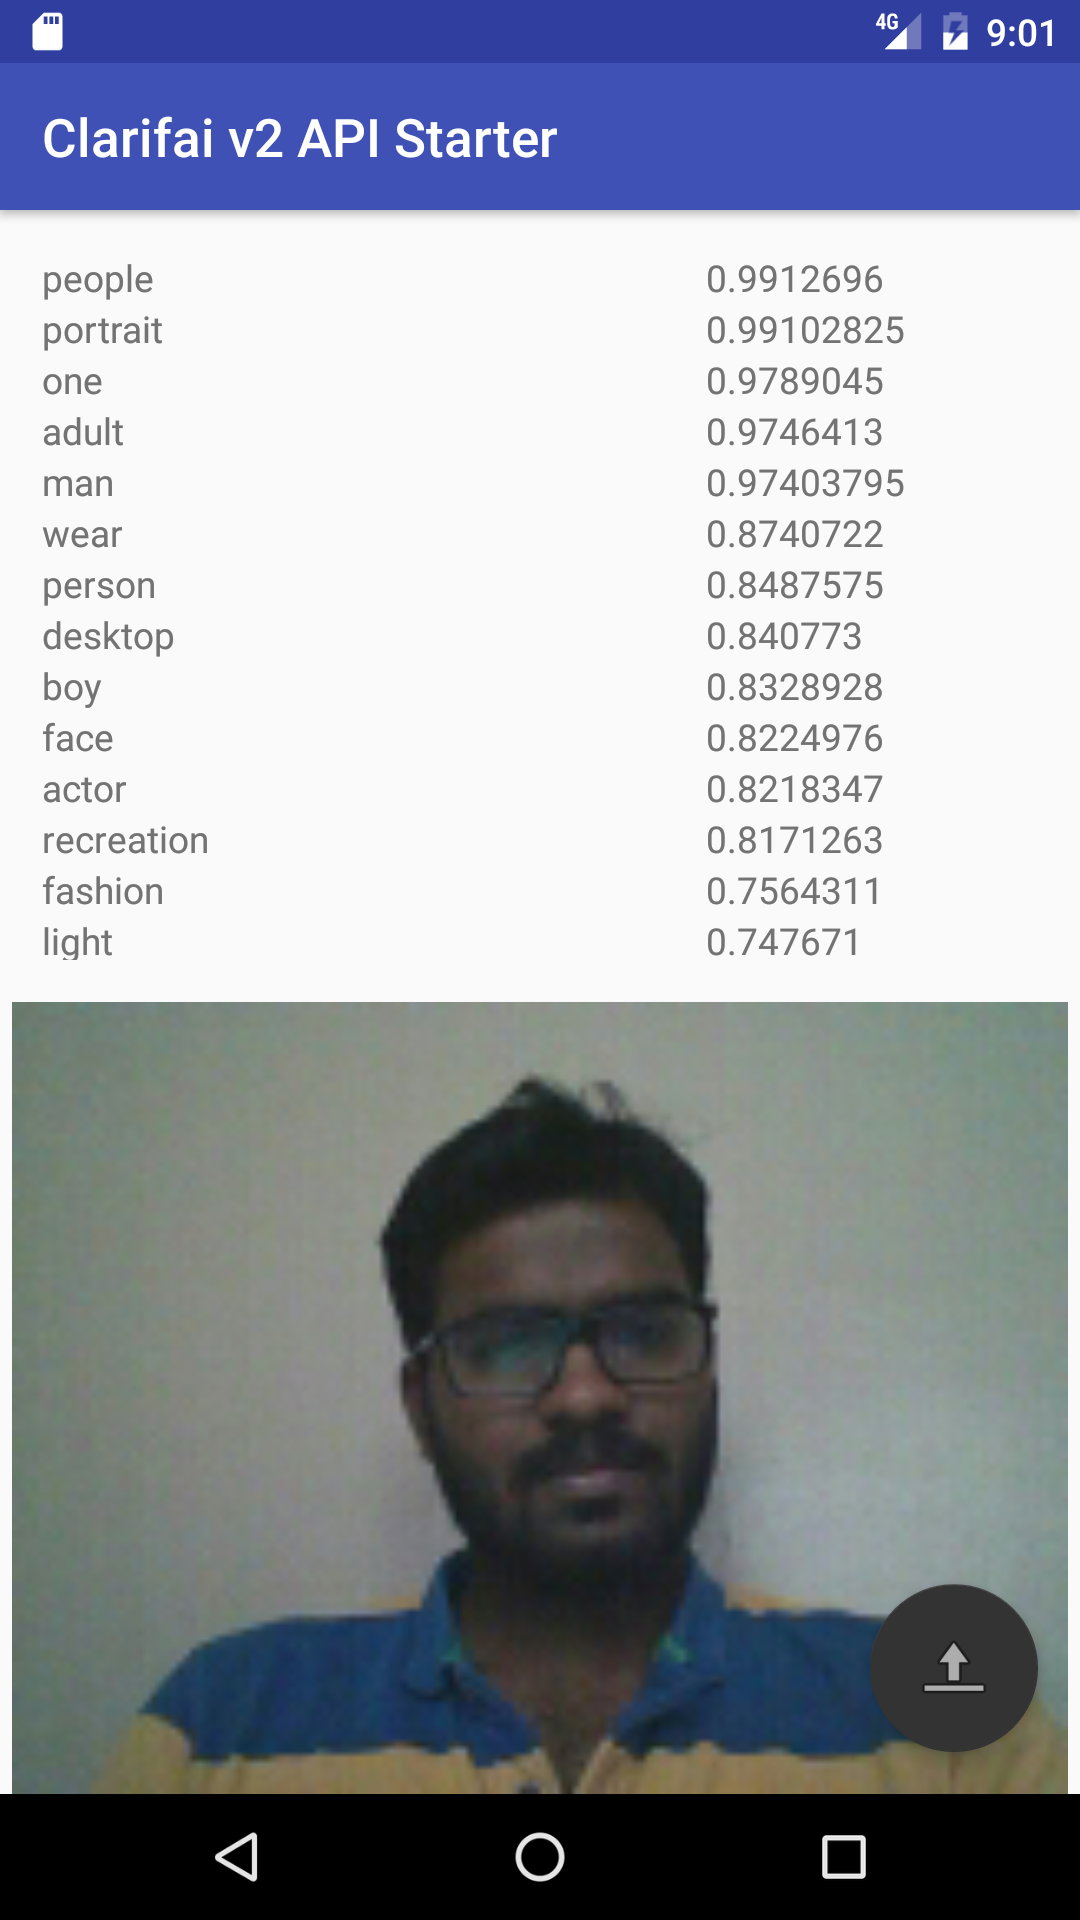 4G 9:01
Clarifai v2 API Starter
people 0.9912696
portrait 0.99102825
one 0.9789045
adult 0.9746413
man 0.97403795
wear 0.8740722
person 0.8487575
desktop 0.840773
boy 0.8328928
face 0.8224976
actor 0.8218347
recreation 0.8171263
fashion 0.7564311
light 0.747671